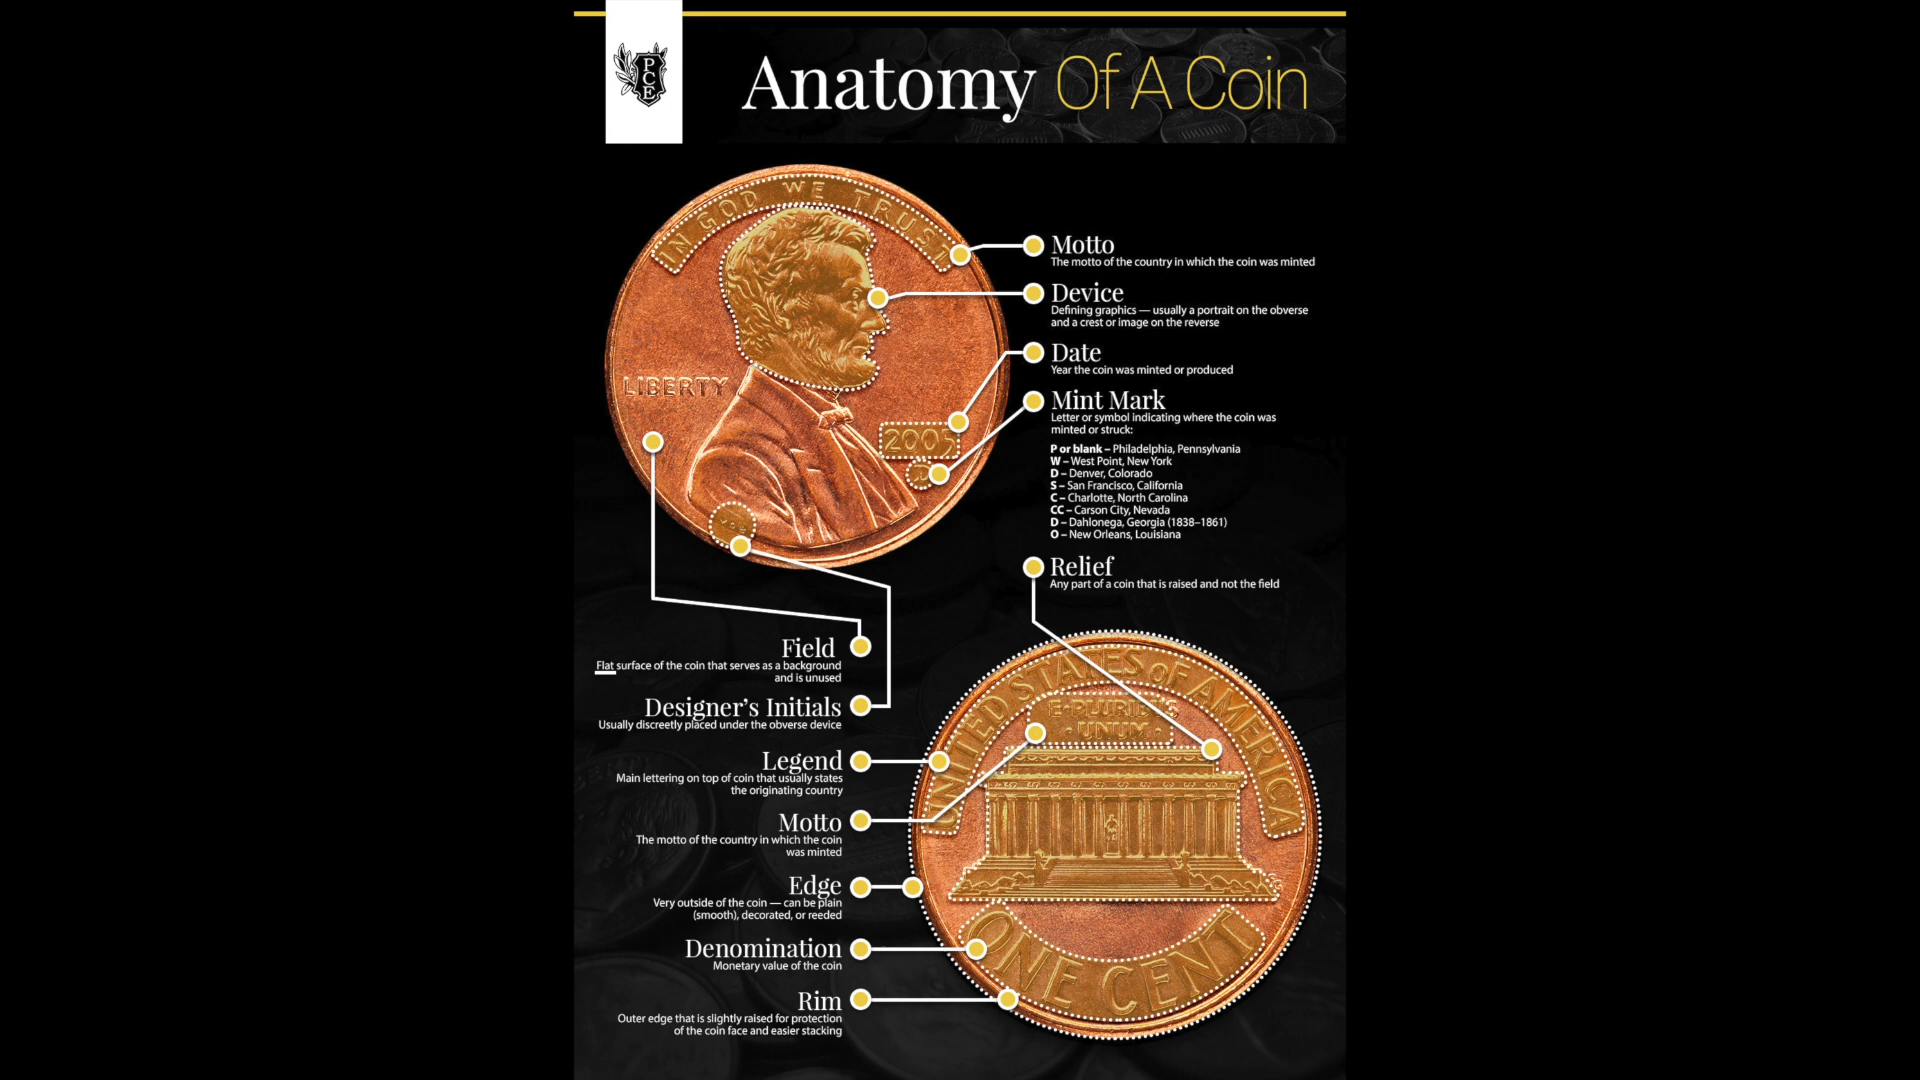 PCE
Anatomy Of A Coin
IN GOD WE TRUST
LIBERTY
2005
D
Motto
The motto of the country in which the coin was minted
Device
Defining graphics — usually a portrait on the obverse
and a crest or image on the reverse
Date
Year the coin was minted or produced
Mint Mark
Letter or symbol indicating where the coin was
minted or struck:
P or blank – Philadelphia, Pennsylvania
W – West Point, New York
D – Denver, Colorado
S – San Francisco, California
C – Charlotte, North Carolina
CC – Carson City, Nevada
D – Dahlonega, Georgia (1838–1861)
O – New Orleans, Louisiana
Relief
Any part of a coin that is raised and not the field
Field
Flat surface of the coin that serves as a background
and is unused
Designer's Initials
Usually discreetly placed under the obverse device
Legend
Main lettering on top of coin that usually states
the originating country
Motto
The motto of the country in which the coin
was minted
Edge
Very outside of the coin — can be plain
(smooth), decorated, or reeded
Denomination
Monetary value of the coin
Rim
Outer edge that is slightly raised for protection
of the coin face and easier stacking
UNITED STATES OF AMERICA
E·PLURIBUS
·UNUM·
ONE CENT